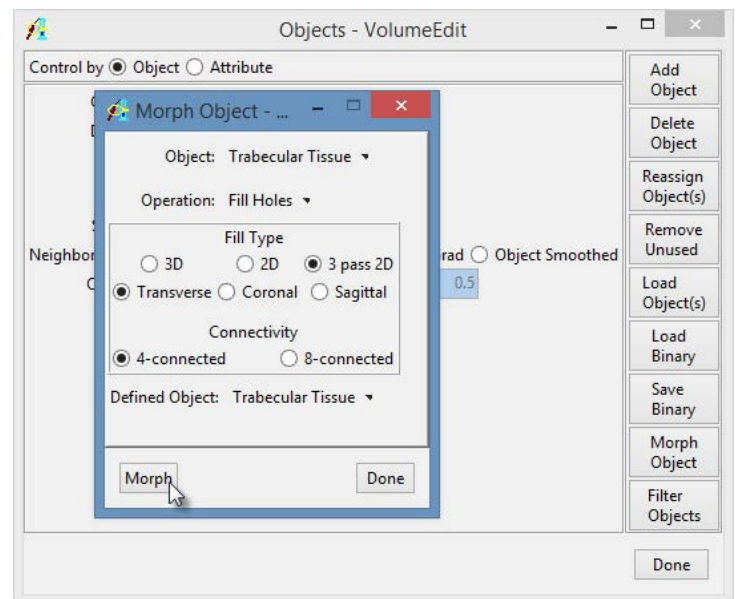 Objects - VolumeEdit
Control by Object Attribute
Add
Object
Delete
Object
Reassign
Object(s)
Remove
Unused
Load
Object(s)
Load
Binary
Save
Binary
Morph
Object
Filter
Objects
Morph Object - ...
Object: Trabecular Tissue
Operation: Fill Holes
Fill Type
3D 2D 3 pass 2D
Transverse Coronal Sagittal
Connectivity
4-connected 8-connected
Defined Object: Trabecular Tissue
Morph Done
Object Smoothed
0.5
Done